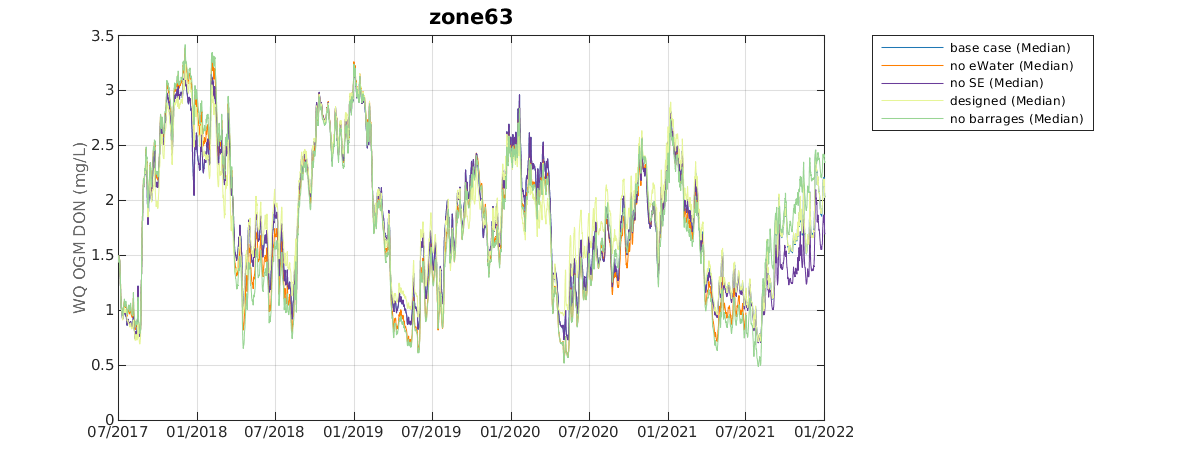 zone63
WQ OGM DON (mg/L)
3.5
3
2.5
2
1.5
1
0.5
0
07/2017 01/2018 07/2018 01/2019 07/2019 01/2020 07/2020 01/2021 07/2021 01/2022
base case (Median)
no eWater (Median)
no SE (Median)
designed (Median)
no barrages (Median)